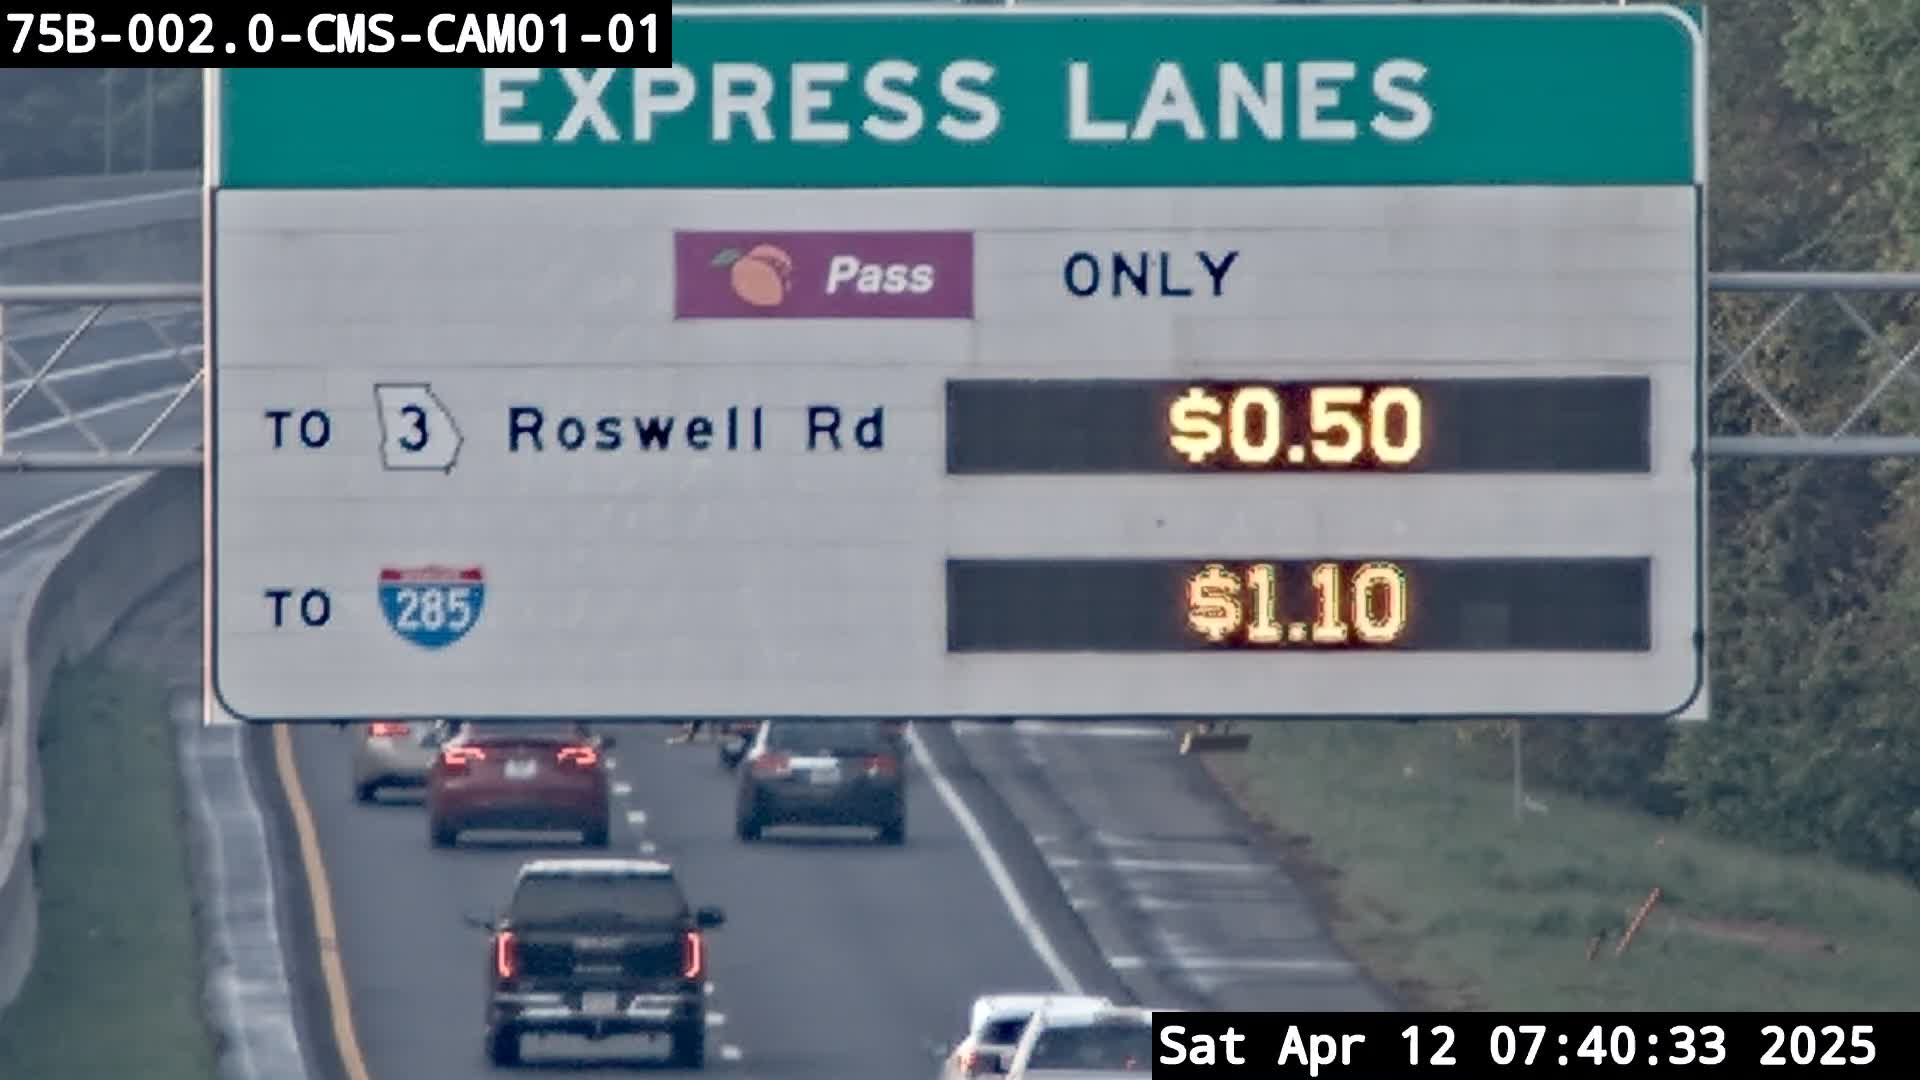 75B-002.0-CMS-CAM01-01
EXPRESS LANES
Pass ONLY
TO 3 Roswell Rd $0.50
TO 285 $1.10
Sat Apr 12 07:40:33 2025